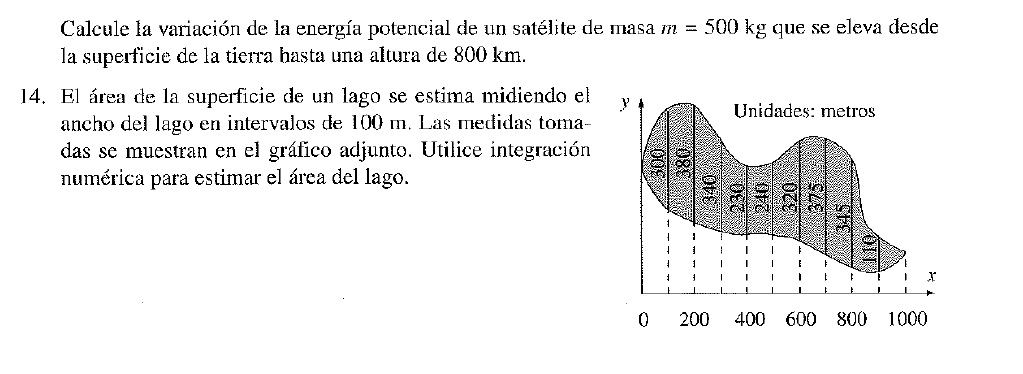 Calcule la variación de la energía potencial de un satélite de masa m = 500 kg que se eleva desde
la superficie de la tierra hasta una altura de 800 km.
14. El área de la superficie de un lago se estima midiendo el
ancho del lago en intervalos de 100 m. Las medidas toma-
das se muestran en el gráfico adjunto. Utilice integración
numérica para estimar el área del lago.
y
Unidades: metros
300 380 340 230 240 320 375 345 110
x
0 200 400 600 800 1000